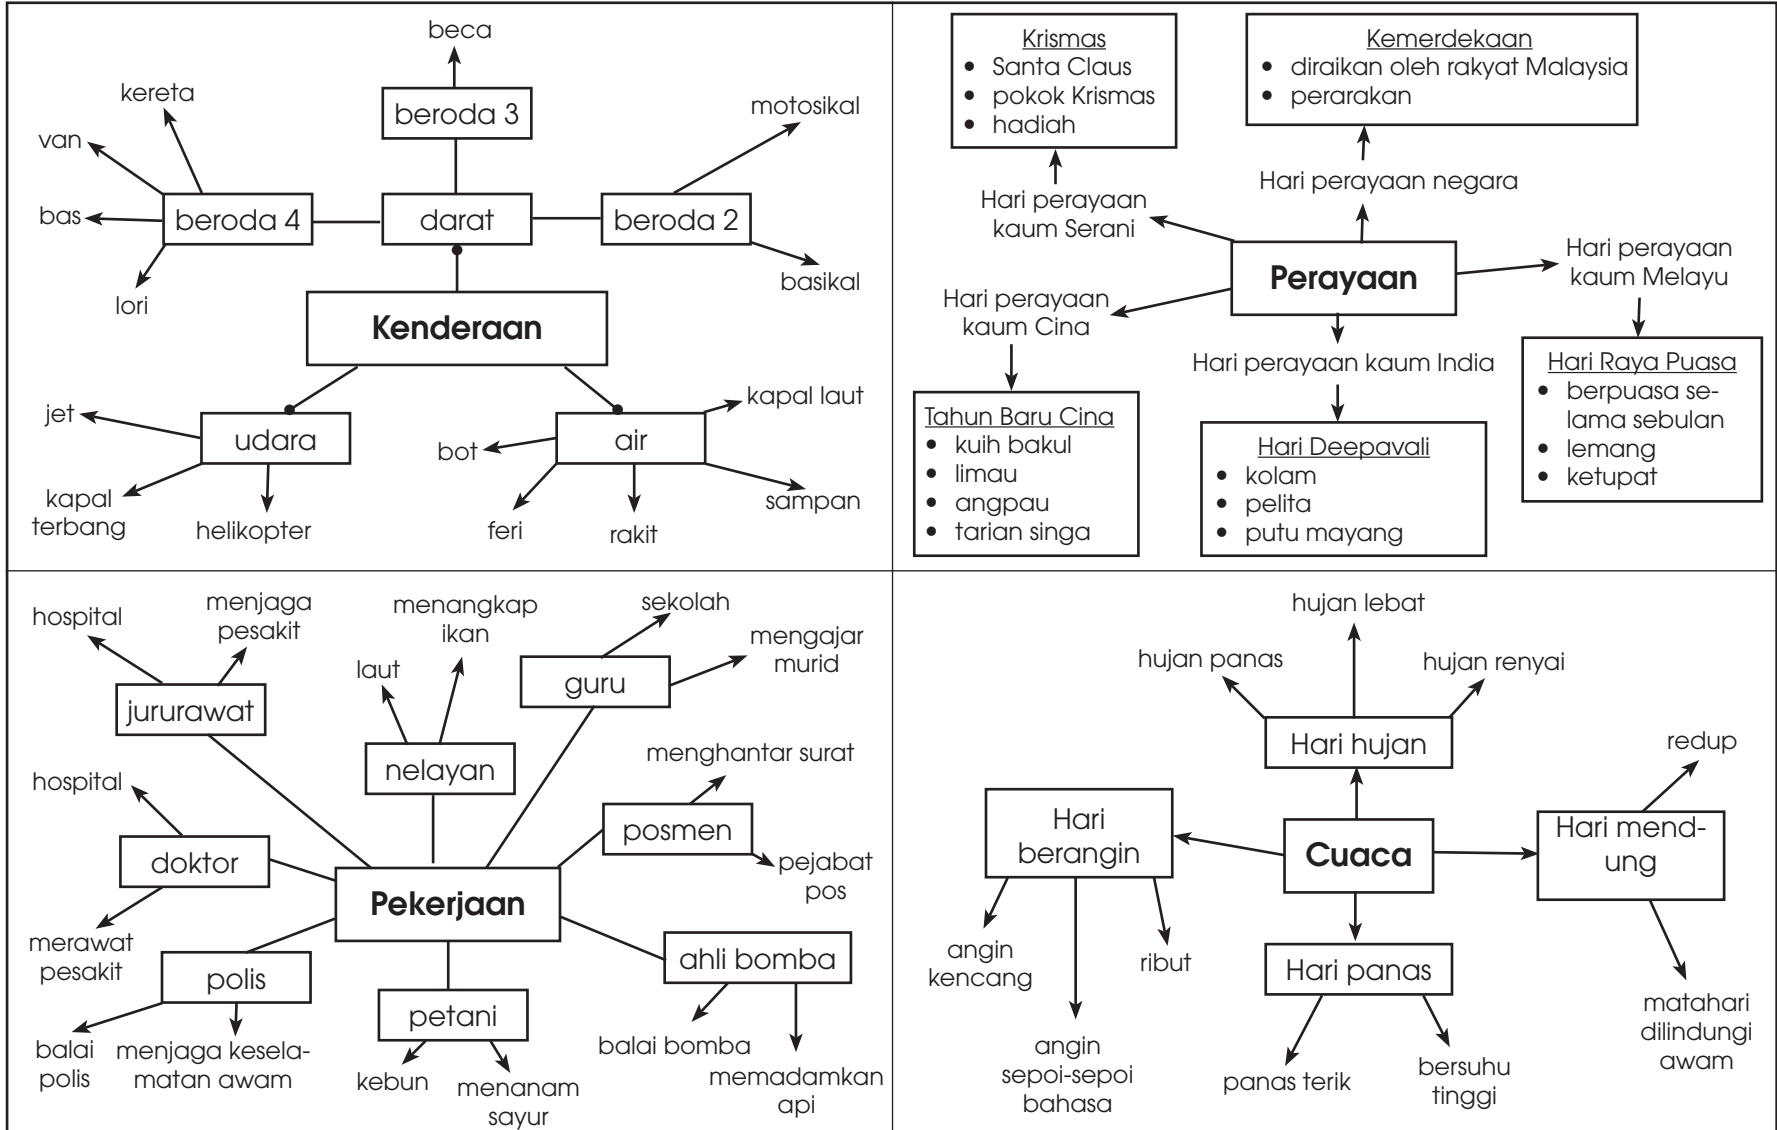 beca
kereta
beroda 3
motosikal
van
bas
beroda 4
darat
beroda 2
lori
basikal
Kenderaan
jet
udara
air
kapal laut
bot
kapal
terbang
helikopter
feri
rakit
sampan
Krismas
• Santa Claus
• pokok Krismas
• hadiah
Kemerdekaan
• diraikan oleh rakyat Malaysia
• perarakan
Hari perayaan
kaum Serani
Hari perayaan negara
Perayaan
Hari perayaan
kaum Melayu
Hari perayaan
kaum Cina
Hari perayaan kaum India
Tahun Baru Cina
• kuih bakul
• limau
• angpau
• tarian singa
Hari Deepavali
• kolam
• pelita
• putu mayang
Hari Raya Puasa
• berpuasa se-
lama sebulan
• lemang
• ketupat
hospital
menjaga
pesakit
jururawat
menangkap
ikan
laut
nelayan
sekolah
guru
mengajar
murid
hospital
doktor
merawat
pesakit
menghantar surat
posmen
pejabat
pos
Pekerjaan
polis
balai
polis
menjaga kesela-
matan awam
petani
kebun
menanam
sayur
ahli bomba
balai bomba
memadamkan
api
hujan lebat
hujan panas
hujan renyai
Hari hujan
redup
Hari
berangin
Cuaca
Hari mend-
ung
angin
kencang
ribut
angin
sepoi-sepoi
bahasa
Hari panas
panas terik
bersuhu
tinggi
matahari
dilindungi
awam